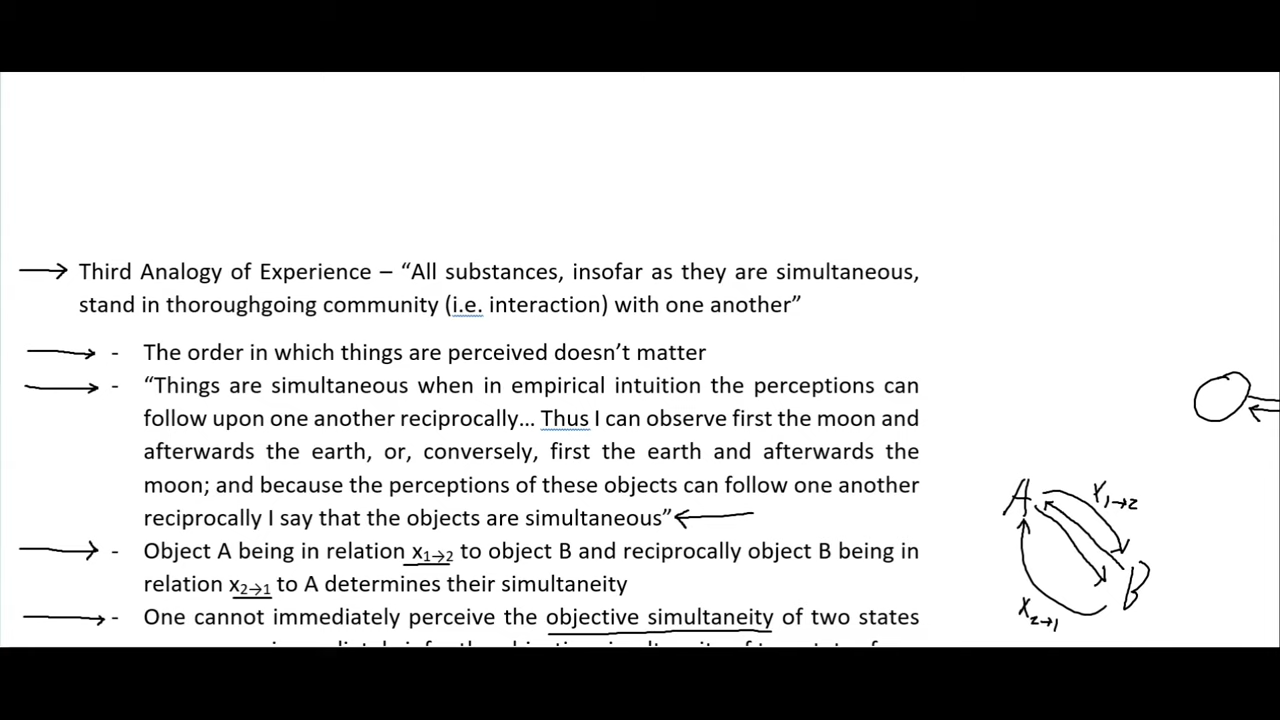 Third Analogy of Experience – “All substances, insofar as they are simultaneous,
stand in thoroughgoing community (i.e. interaction) with one another”
- The order in which things are perceived doesn’t matter
- “Things are simultaneous when in empirical intuition the perceptions can
follow upon one another reciprocally... Thus I can observe first the moon and
afterwards the earth, or, conversely, first the earth and afterwards the
moon; and because the perceptions of these objects can follow one another
reciprocally I say that the objects are simultaneous”
- Object A being in relation x1→2 to object B and reciprocally object B being in
relation x2→1 to A determines their simultaneity
- One cannot immediately perceive the objective simultaneity of two states
A
x1→2
B
x2→1